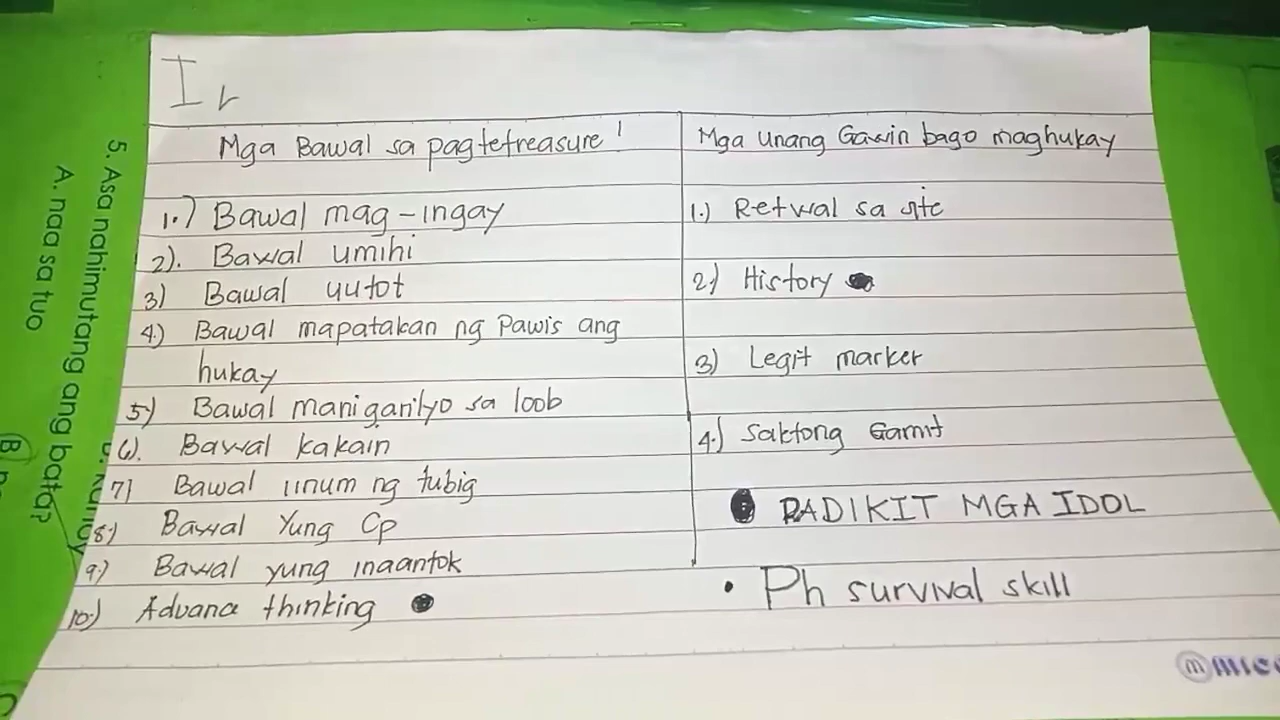 Mga Bawal sa pagtetreasure!
1.) Bawal mag-ingay
2). Bawal umihi
3) Bawal uutot
4.) Bawal mapatakan ng Pawis ang
hukay
5) Bawal manigarilyo sa loob
6). Bawal kakain
7) Bawal iinum ng tubig
8) Bawal Yung Cp
9.) Bawal yung inaantok
10.) Advance thinking
Mga Unang Gawin bago maghukay
1.) Retwal sa site
2) History
3) Legit marker
4.) Saktong Gamit
PADIKIT MGA IDOL
• Ph survival skill
5. Asa nahimutang ang bata?
A. naa sa tuo